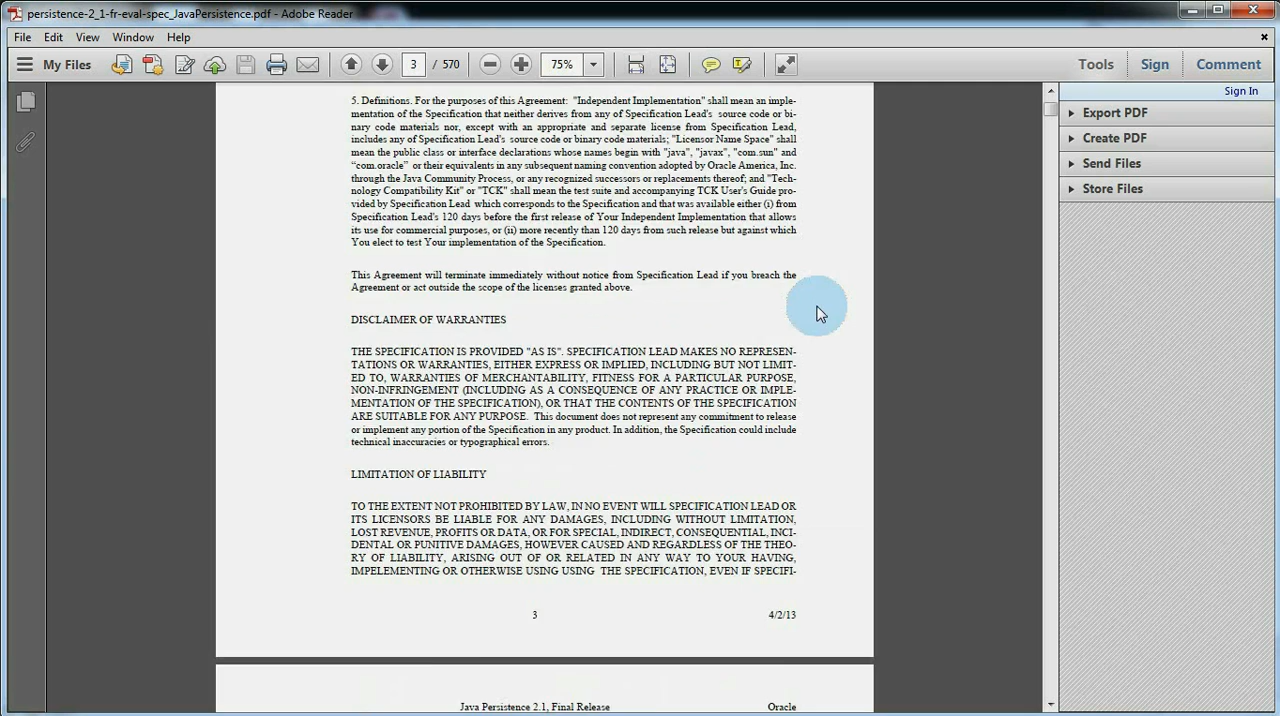 persistence-2_1-fr-eval-spec_JavaPersistence.pdf - Adobe Reader
File Edit View Window Help
My Files 3 / 570 75% Tools Sign Comment
Sign In
Export PDF
Create PDF
Send Files
Store Files
5. Definitions. For the purposes of this Agreement: "Independent Implementation" shall mean an imple-
mentation of the Specification that neither derives from any of Specification Lead's source code or bi-
nary code materials nor, except with an appropriate and separate license from Specification Lead,
includes any of Specification Lead's source code or binary code materials; "Licensor Name Space" shall
mean the public class or interface declarations whose names begin with "java", "javax", "com.sun" and
“com.oracle” or their equivalents in any subsequent naming convention adopted by Oracle America, Inc.
through the Java Community Process, or any recognized successors or replacements thereof; and "Tech-
nology Compatibility Kit" or "TCK" shall mean the test suite and accompanying TCK User's Guide pro-
vided by Specification Lead which corresponds to the Specification and that was available either (i) from
Specification Lead's 120 days before the first release of Your Independent Implementation that allows
its use for commercial purposes, or (ii) more recently than 120 days from such release but against which
You elect to test Your implementation of the Specification.
This Agreement will terminate immediately without notice from Specification Lead if you breach the
Agreement or act outside the scope of the licenses granted above.
DISCLAIMER OF WARRANTIES
THE SPECIFICATION IS PROVIDED "AS IS". SPECIFICATION LEAD MAKES NO REPRESEN-
TATIONS OR WARRANTIES, EITHER EXPRESS OR IMPLIED, INCLUDING BUT NOT LIMIT-
ED TO, WARRANTIES OF MERCHANTABILITY, FITNESS FOR A PARTICULAR PURPOSE,
NON-INFRINGEMENT (INCLUDING AS A CONSEQUENCE OF ANY PRACTICE OR IMPLE-
MENTATION OF THE SPECIFICATION), OR THAT THE CONTENTS OF THE SPECIFICATION
ARE SUITABLE FOR ANY PURPOSE. This document does not represent any commitment to release
or implement any portion of the Specification in any product. In addition, the Specification could include
technical inaccuracies or typographical errors.
LIMITATION OF LIABILITY
TO THE EXTENT NOT PROHIBITED BY LAW, IN NO EVENT WILL SPECIFICATION LEAD OR
ITS LICENSORS BE LIABLE FOR ANY DAMAGES, INCLUDING WITHOUT LIMITATION,
LOST REVENUE, PROFITS OR DATA, OR FOR SPECIAL, INDIRECT, CONSEQUENTIAL, INCI-
DENTAL OR PUNITIVE DAMAGES, HOWEVER CAUSED AND REGARDLESS OF THE THEO-
RY OF LIABILITY, ARISING OUT OF OR RELATED IN ANY WAY TO YOUR HAVING,
IMPELEMENTING OR OTHERWISE USING USING THE SPECIFICATION, EVEN IF SPECIFI-
3 4/2/13
Java Persistence 2.1, Final Release Oracle